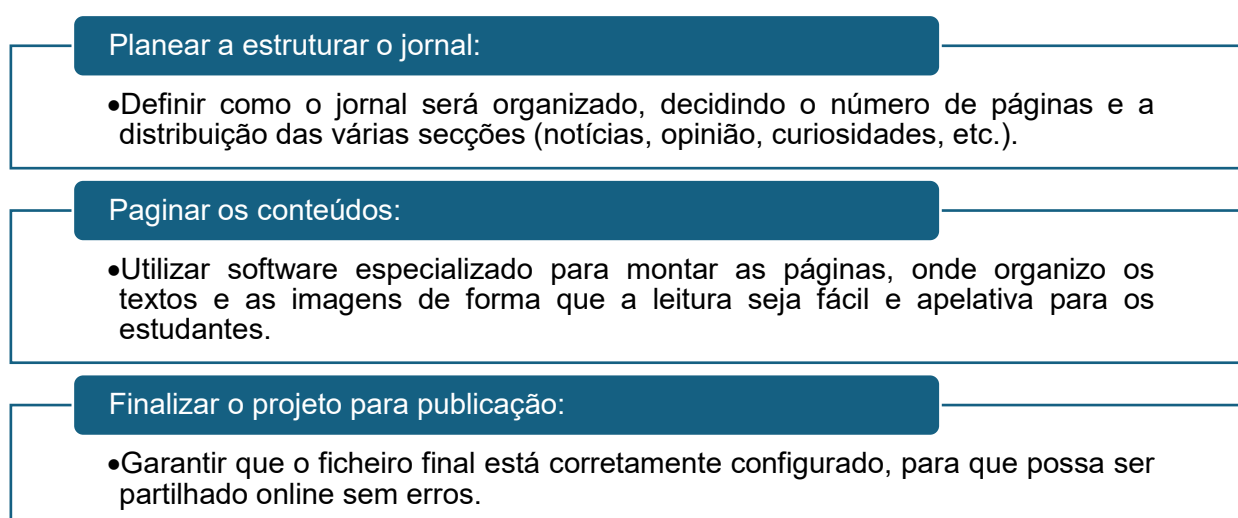 Planear a estruturar o jornal:
•Definir como o jornal será organizado, decidindo o número de páginas e a
distribuição das várias secções (notícias, opinião, curiosidades, etc.).
Paginar os conteúdos:
•Utilizar software especializado para montar as páginas, onde organizo os
textos e as imagens de forma que a leitura seja fácil e apelativa para os
estudantes.
Finalizar o projeto para publicação:
•Garantir que o ficheiro final está corretamente configurado, para que possa ser
partilhado online sem erros.